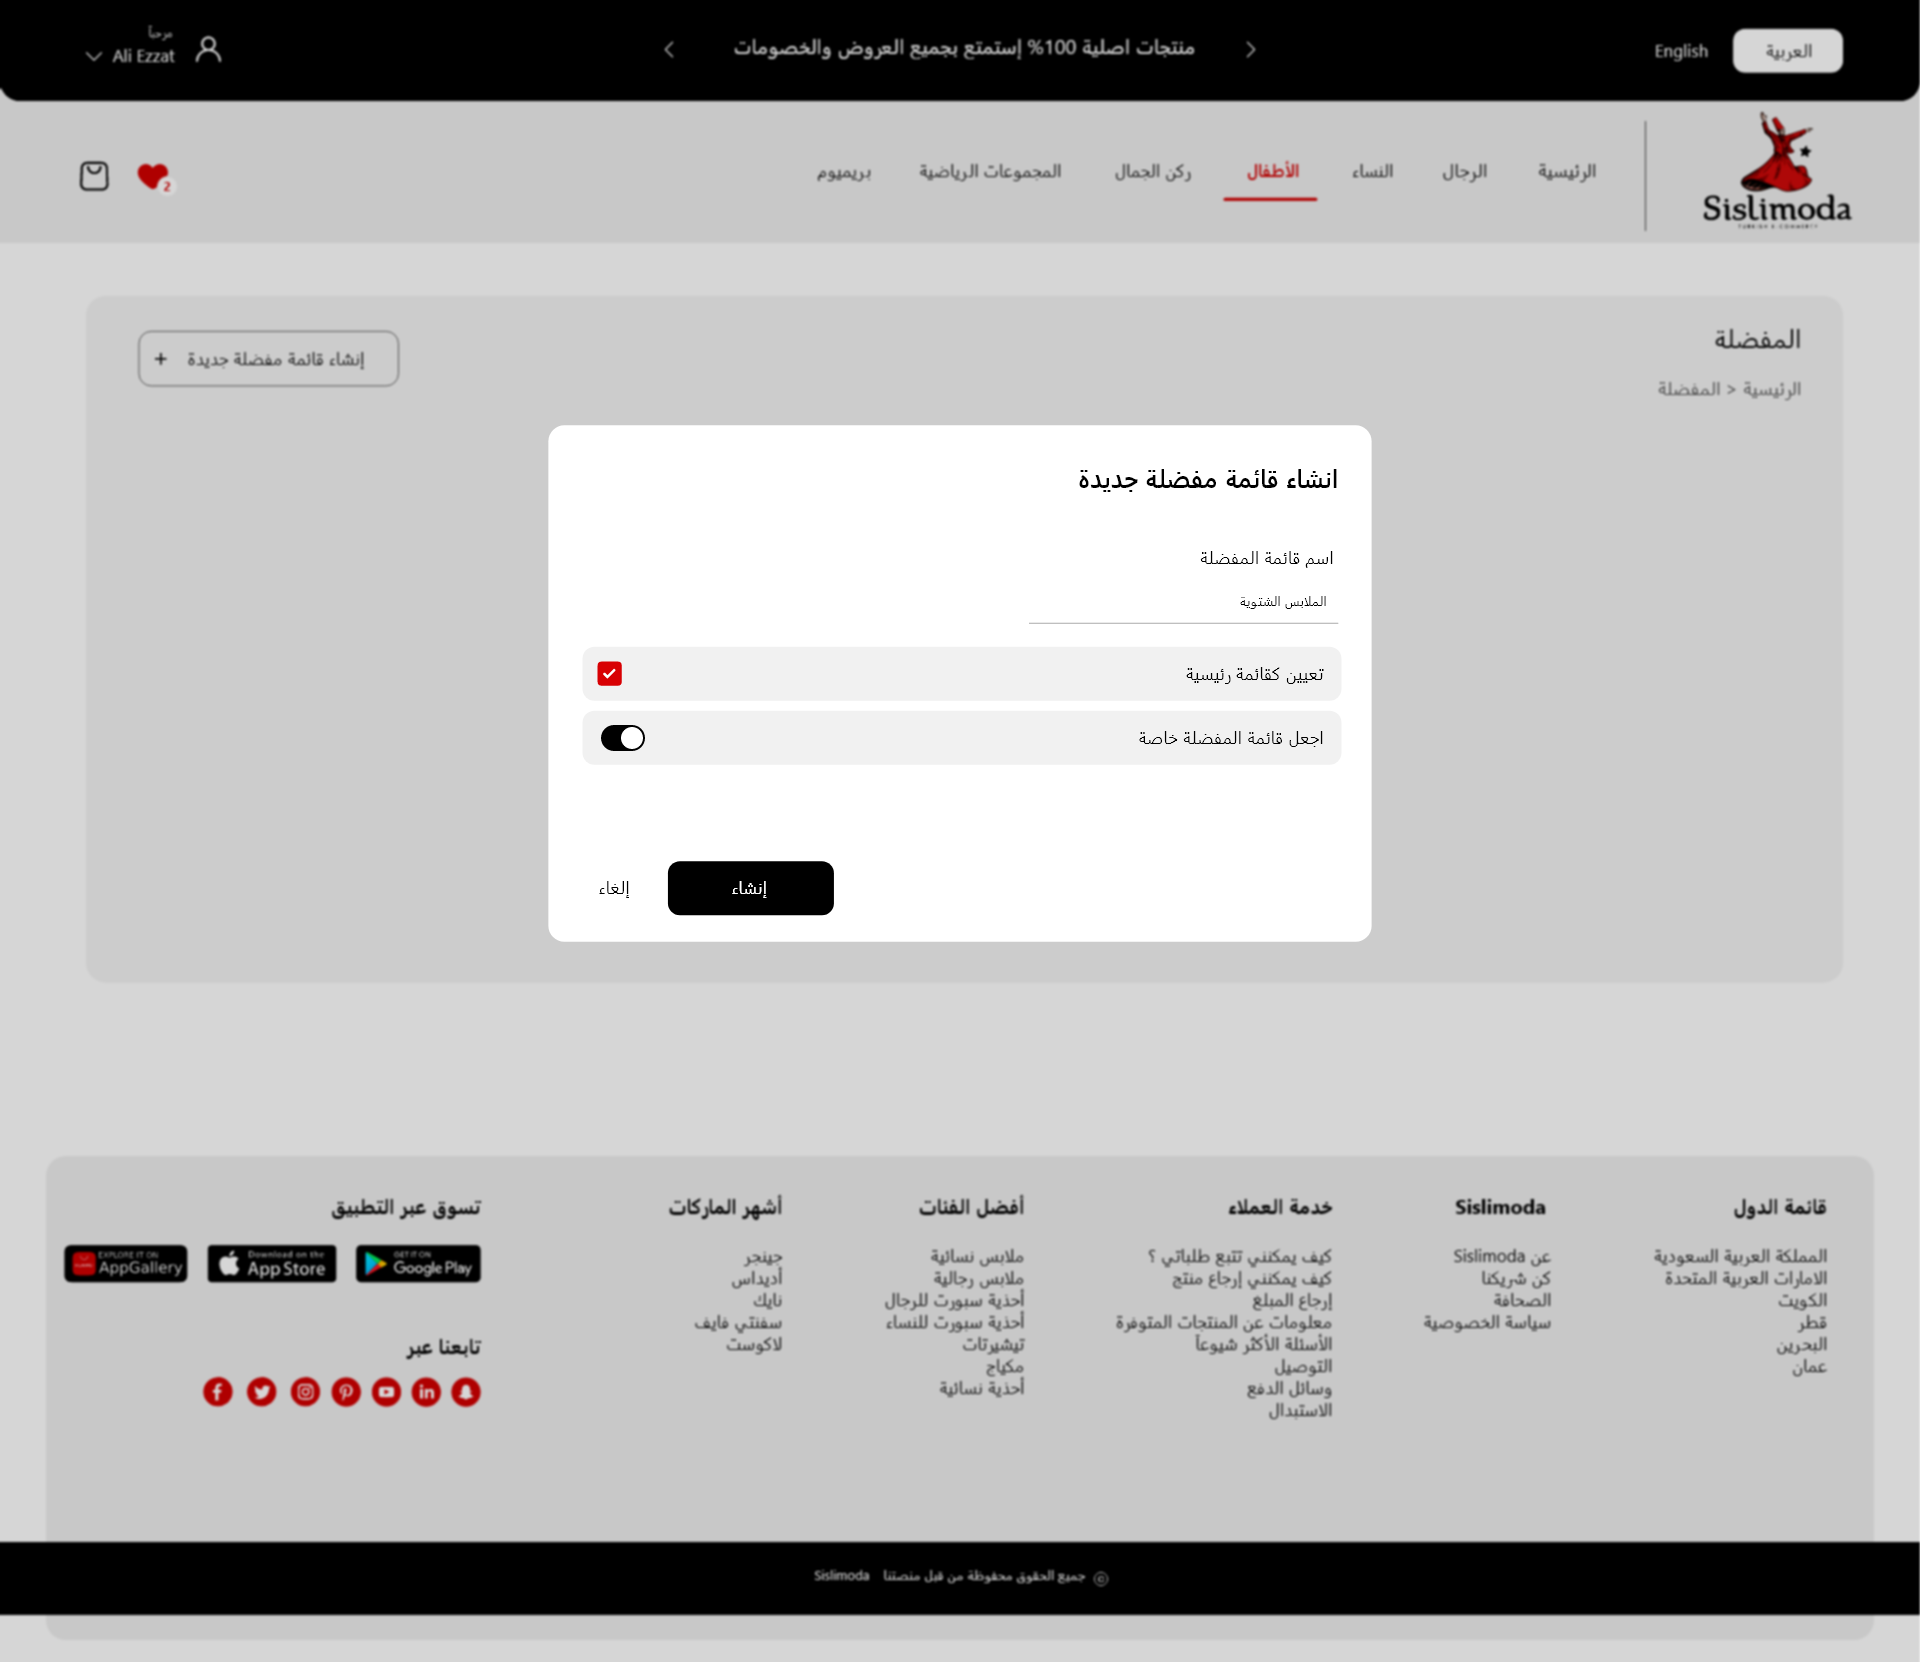 العربية
English
منتجات اصلية 100% إستمتع بجميع العروض والخصومات
مرحباً
Ali Ezzat
Sislimoda
الرئيسية
الرجال
النساء
الأطفال
ركن الجمال
المجموعات الرياضية
بريميوم
2
المفضلة
الرئيسية < المفضلة
إنشاء قائمة مفضلة جديدة +
انشاء قائمة مفضلة جديدة
اسم قائمة المفضلة
الملابس الشتوية
تعيين كقائمة رئيسية
اجعل قائمة المفضلة خاصة
إنشاء
إلغاء
قائمة الدول
المملكة العربية السعودية
الامارات العربية المتحدة
الكويت
قطر
البحرين
عمان
Sislimoda
عن Sislimoda
كن شريكنا
الصحافة
سياسة الخصوصية
خدمة العملاء
كيف يمكنني تتبع طلباتي ؟
كيف يمكنني إرجاع منتج
إرجاع المبلغ
معلومات عن المنتجات المتوفرة
الأسئلة الأكثر شيوعاً
التوصيل
وسائل الدفع
الاستبدال
أفضل الفئات
ملابس نسائية
ملابس رجالية
أحذية سبورت للرجال
أحذية سبورت للنساء
تيشيرتات
مكياج
أحذية نسائية
أشهر الماركات
جينجر
أديداس
نايك
سفنتي فايف
لاكوست
تسوق عبر التطبيق
GET IT ON
Google Play
Download on the
App Store
EXPLORE IT ON
AppGallery
تابعنا عبر
© جميع الحقوق محفوظة من قبل منصتنا Sislimoda